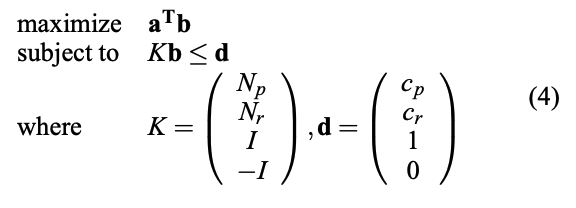 maximize aᵀb
subject to Kb ≤ d
where K = ( N_p N_r I −I ), d = ( c_p c_r 1 0 ) (4)